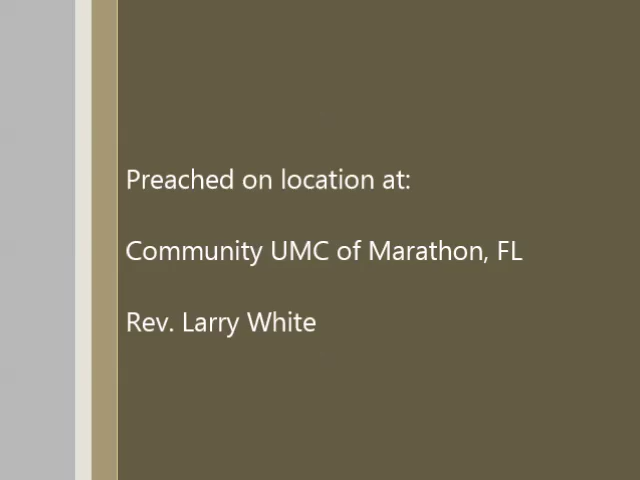 Preached on location at:
Community UMC of Marathon, FL
Rev. Larry White